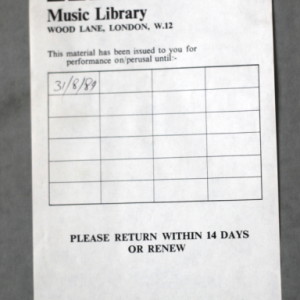 Music Library
WOOD LANE, LONDON, W.12
This material has been issued to you for
performance on/perusal until:-
31/8/89
PLEASE RETURN WITHIN 14 DAYS
OR RENEW